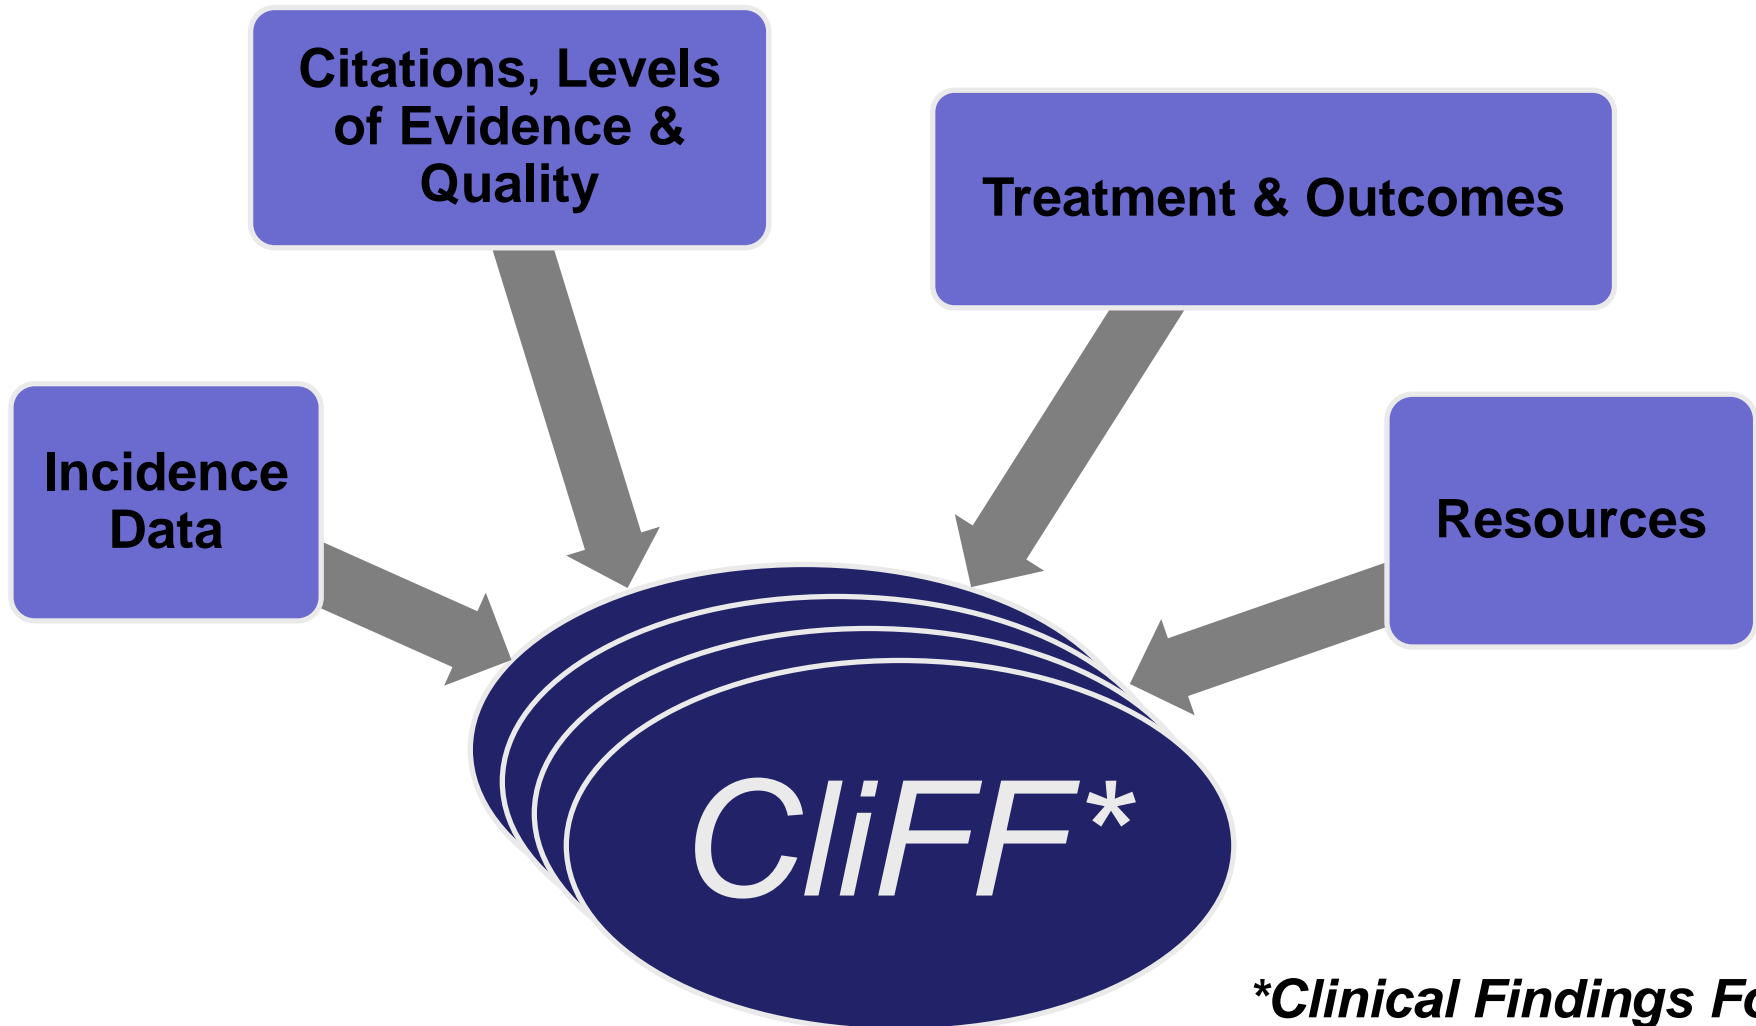 Citations, Levels
of Evidence &
Quality
Treatment & Outcomes
Incidence
Data
Resources
CliFF*
*Clinical Findings